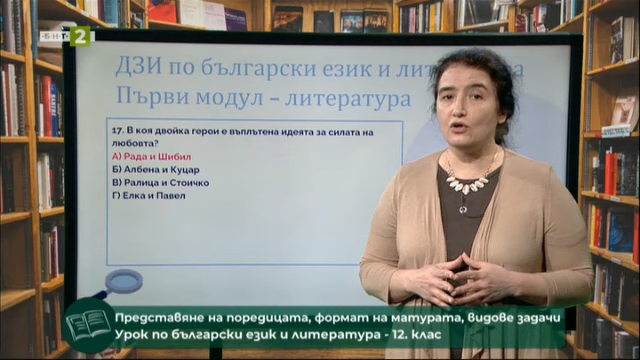 БНТ 2
ДЗИ по български език и
Първи модул – литература
17. В коя двойка герои е въплътена идеята за силата на
любовта?
А) Рада и Шибил
Б) Албена и Куцар
В) Ралица и Стоичко
Г) Елка и Павел
Представяне на поредицата, формат на матурата, видове задачи
Урок по български език и литература - 12. клас